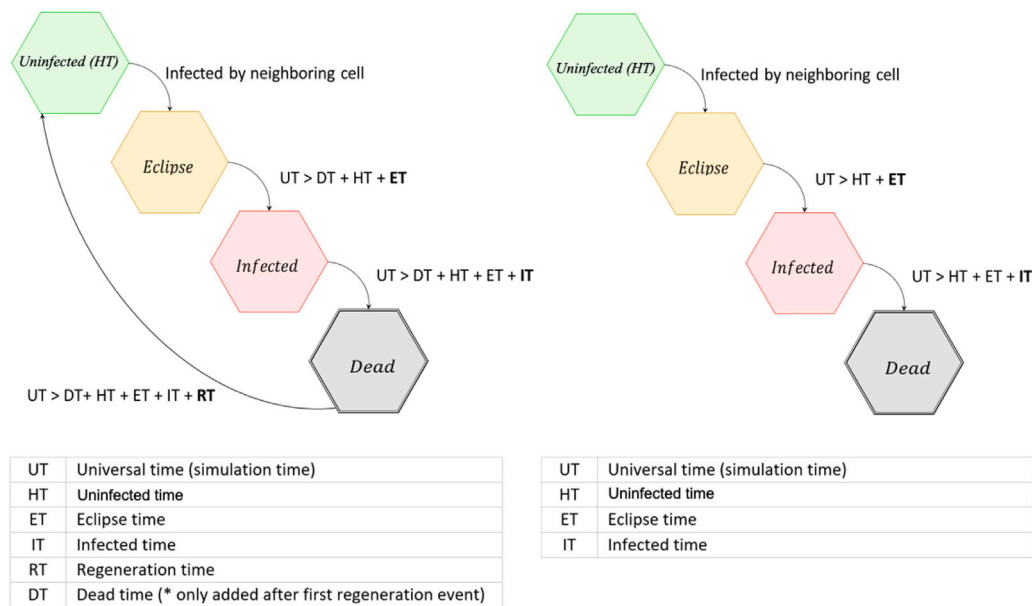 Uninfected (HT)
Infected by neighboring cell
Eclipse
UT > DT + HT + ET
Infected
UT > DT + HT + ET + IT
Dead
UT > DT+ HT + ET + IT + RT
UT Universal time (simulation time)
HT Uninfected time
ET Eclipse time
IT Infected time
RT Regeneration time
DT Dead time (* only added after first regeneration event)
Uninfected (HT)
Infected by neighboring cell
Eclipse
UT > HT + ET
Infected
UT > HT + ET + IT
Dead
UT Universal time (simulation time)
HT Uninfected time
ET Eclipse time
IT Infected time